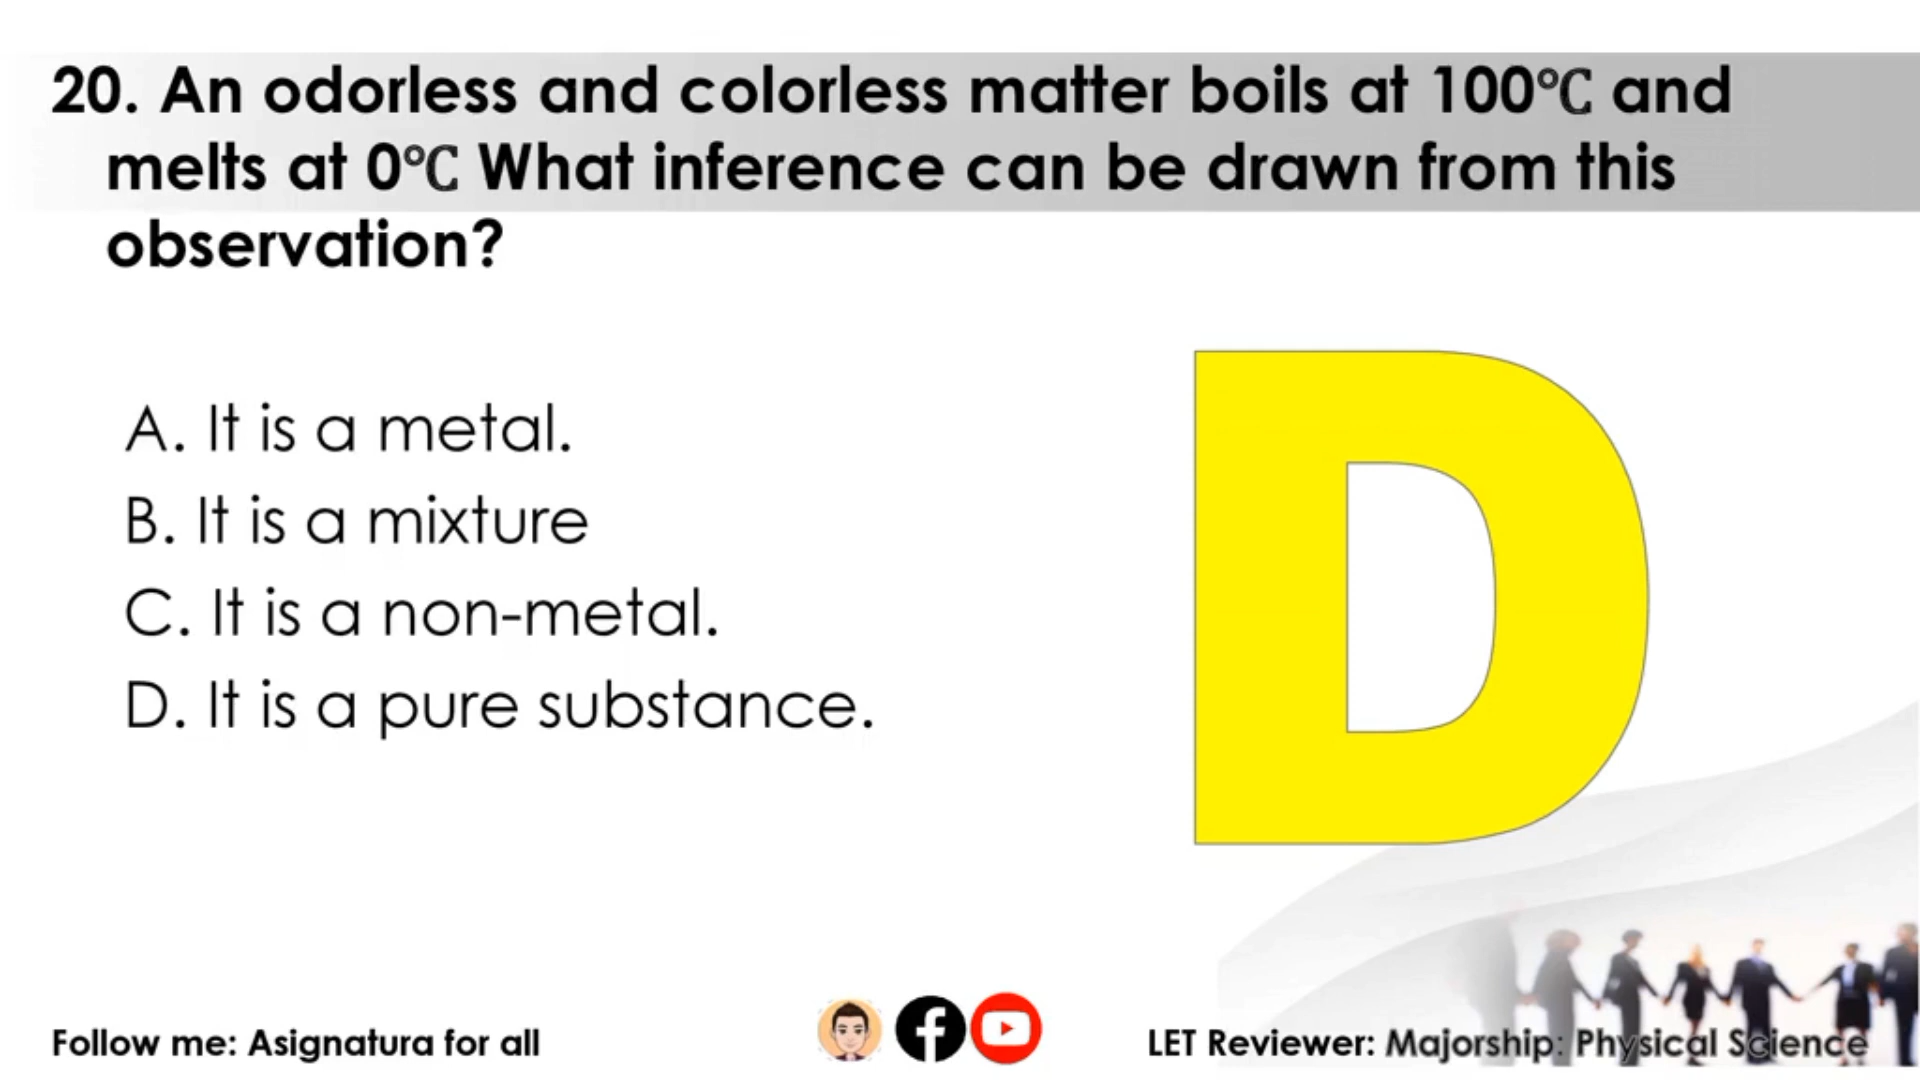 20. An odorless and colorless matter boils at 100℃ and
melts at 0℃ What inference can be drawn from this
observation?
A. It is a metal.
B. It is a mixture
C. It is a non-metal.
D. It is a pure substance.
D
Follow me: Asignatura for all
LET Reviewer: Majorship: Physical Science